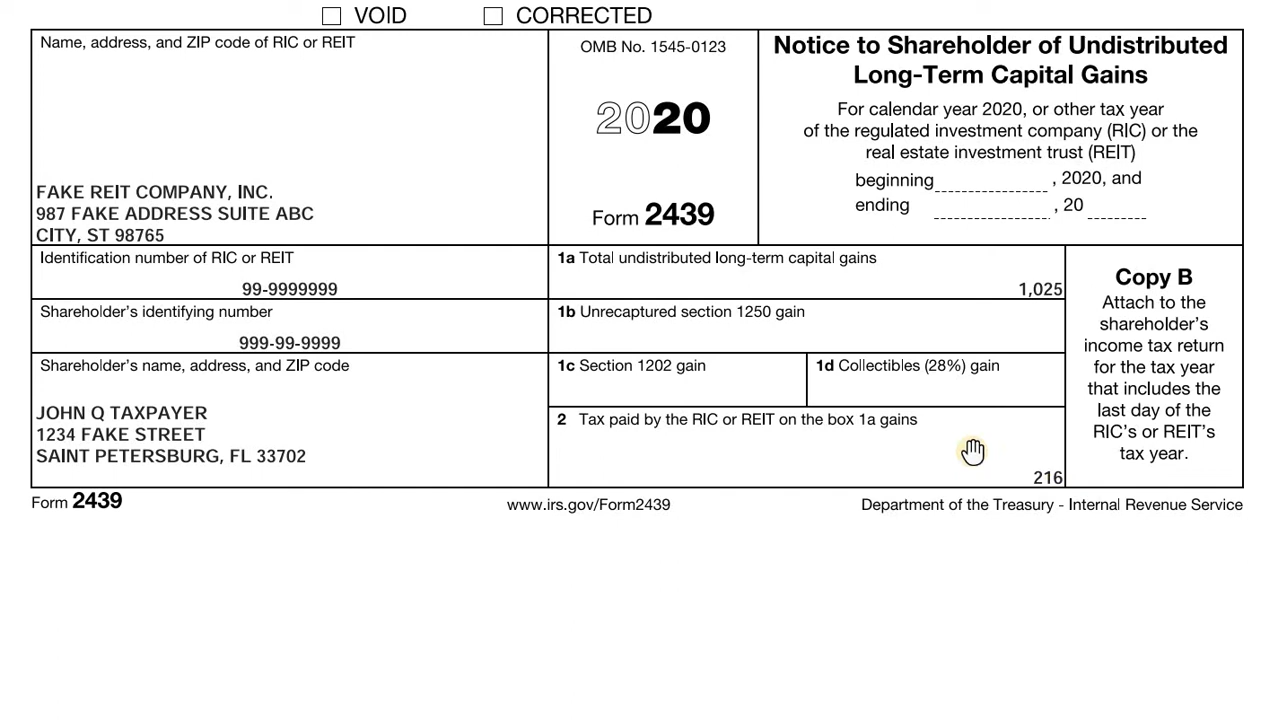 VOID CORRECTED
Name, address, and ZIP code of RIC or REIT
FAKE REIT COMPANY, INC.
987 FAKE ADDRESS SUITE ABC
CITY, ST 98765
OMB No. 1545-0123
2020
Form 2439
Notice to Shareholder of Undistributed
Long-Term Capital Gains
For calendar year 2020, or other tax year
of the regulated investment company (RIC) or the
real estate investment trust (REIT)
beginning , 2020, and
ending , 20
Identification number of RIC or REIT
99-9999999
1a Total undistributed long-term capital gains
1,025
Shareholder's identifying number
999-99-9999
1b Unrecaptured section 1250 gain
Shareholder's name, address, and ZIP code
JOHN Q TAXPAYER
1234 FAKE STREET
SAINT PETERSBURG, FL 33702
1c Section 1202 gain
1d Collectibles (28%) gain
2 Tax paid by the RIC or REIT on the box 1a gains
216
Copy B
Attach to the
shareholder's
income tax return
for the tax year
that includes the
last day of the
RIC's or REIT's
tax year.
Form 2439
www.irs.gov/Form2439
Department of the Treasury - Internal Revenue Service